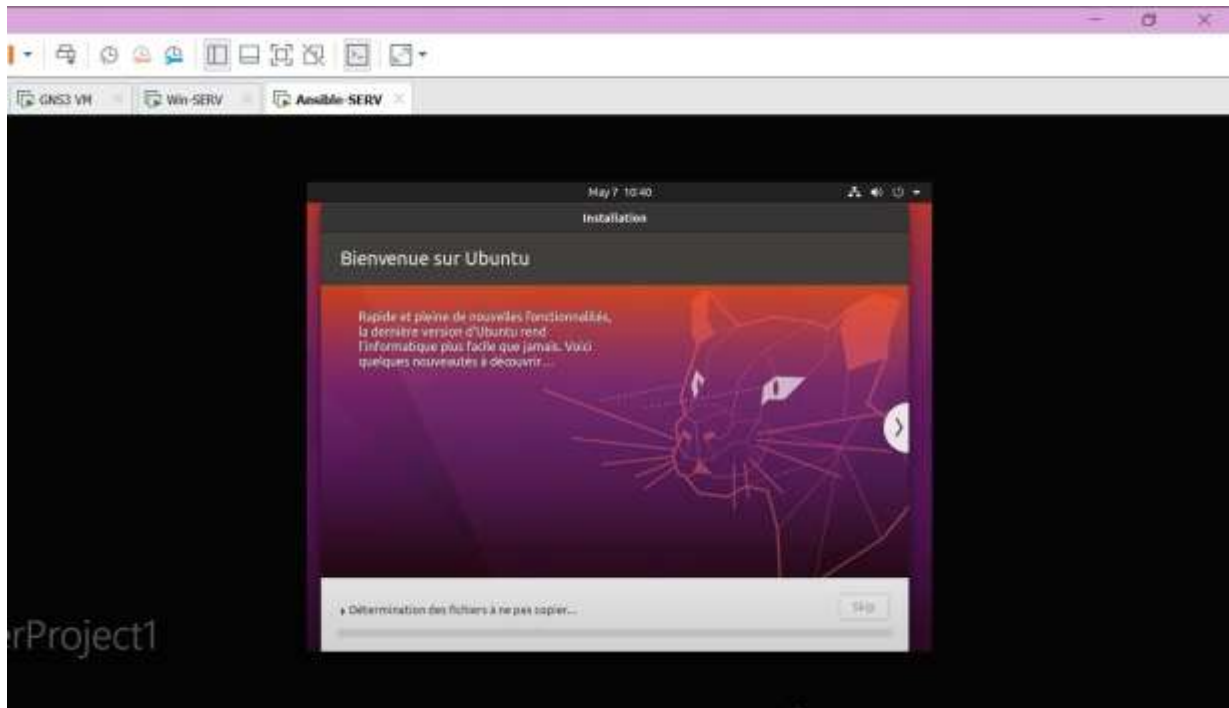 GNS3 VM
Win-SERV
Ansible-SERV
May 7 10:40
Installation
Bienvenue sur Ubuntu
Rapide et pleine de nouvelles fonctionnalités,
la dernière version d'Ubuntu rend
l'informatique plus facile que jamais. Voici
quelques nouveautés à découvrir…
Détermination des fichiers à ne pas copier...
Skip
rProject1